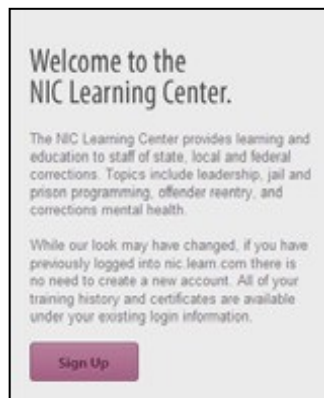 Welcome to the
NIC Learning Center.
The NIC Learning Center provides learning and
education to staff of state, local and federal
corrections. Topics include leadership, jail and
prison programming, offender reentry, and
corrections mental health.
While our look may have changed, if you have
previously logged into nic.learn.com there is
no need to create a new account. All of your
training history and certificates are available
under your existing login information.
Sign Up